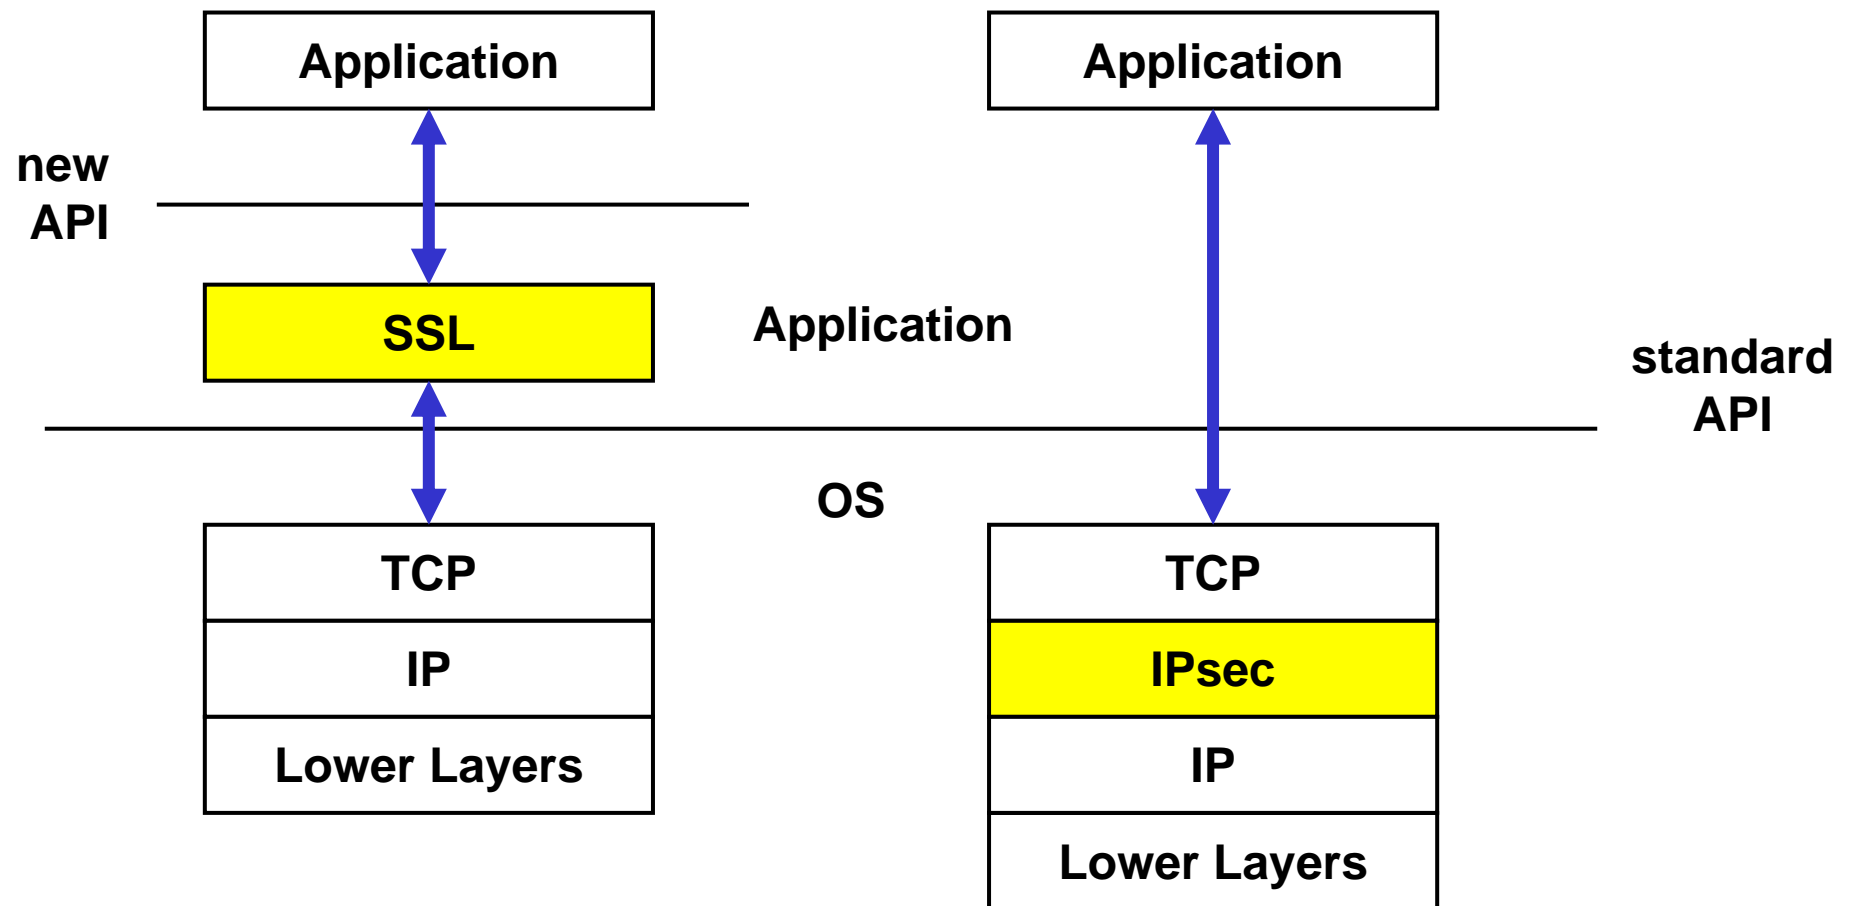 Application
Application
new
API
SSL
Application
standard
API
OS
TCP
TCP
IP
IPsec
Lower Layers
IP
Lower Layers